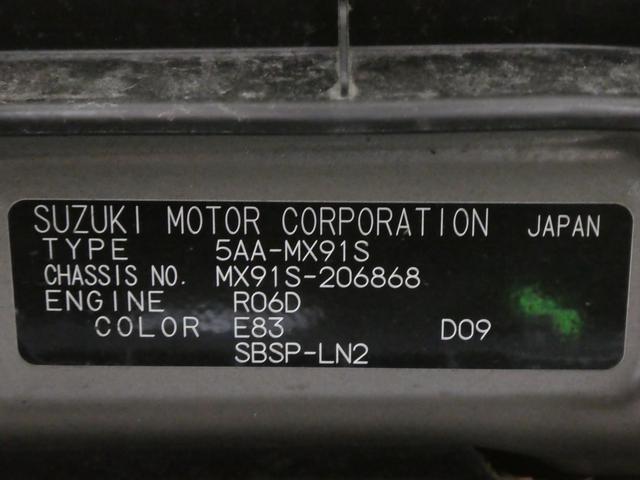 SUZUKI MOTOR CORPORATION JAPAN
TYPE 5AA-MX91S
CHASSIS NO. MX91S-206868
ENGINE R06D
COLOR E83 D09
SBSP-LN2